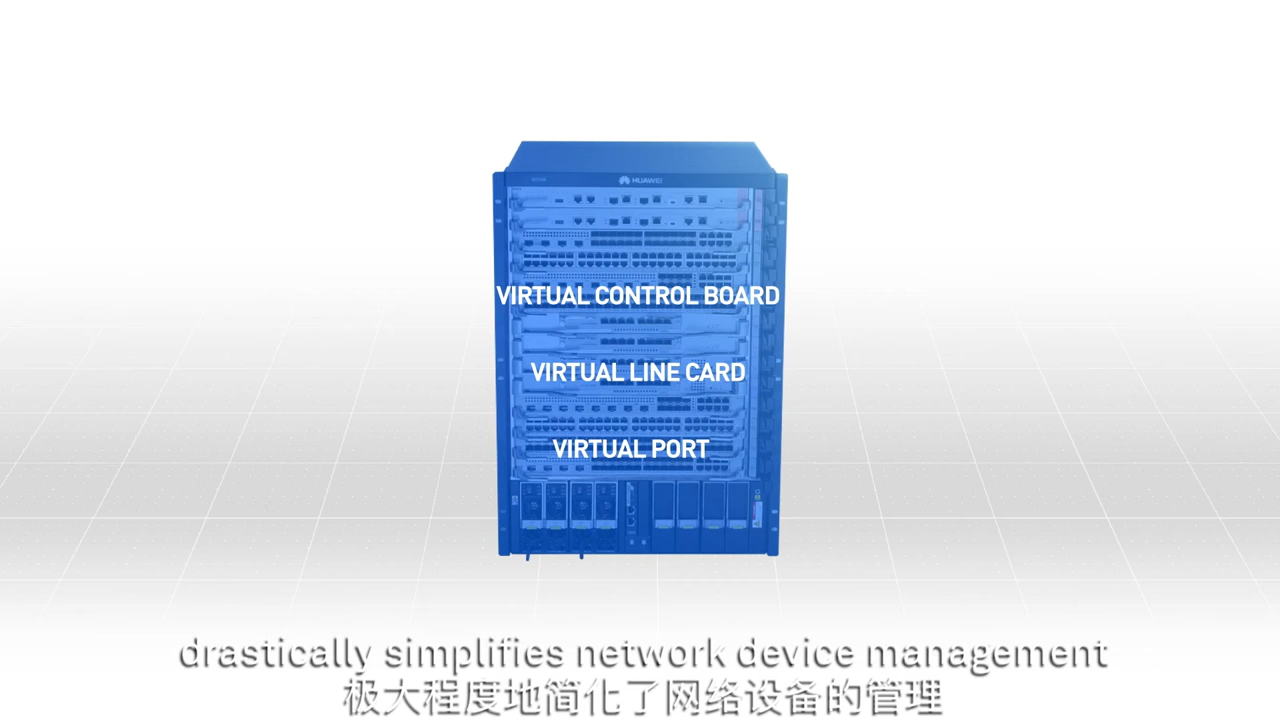 HUAWEI
VIRTUAL CONTROL BOARD
VIRTUAL LINE CARD
VIRTUAL PORT
drastically simplifies network device management
极大程度地简化了网络设备的管理